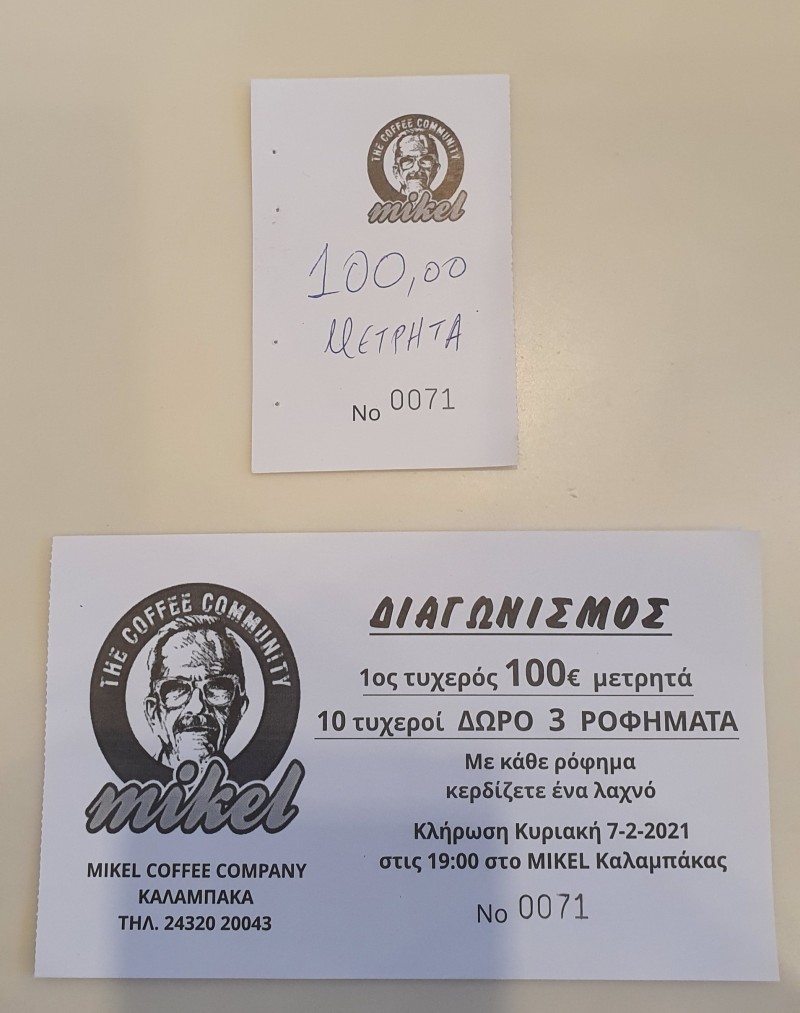 THE COFFEE COMMUNITY
mikel
100,00
ΜΕΤΡΗΤΑ
No 0071
THE COFFEE COMMUNITY
mikel
MIKEL COFFEE COMPANY
ΚΑΛΑΜΠΑΚΑ
ΤΗΛ. 24320 20043
ΔΙΑΓΩΝΙΣΜΟΣ
1ος τυχερός 100€ μετρητά
10 τυχεροί ΔΩΡΟ 3 ΡΟΦΗΜΑΤΑ
Με κάθε ρόφημα
κερδίζετε ένα λαχνό
Κλήρωση Κυριακή 7-2-2021
στις 19:00 στο MIKEL Καλαμπάκας
No 0071